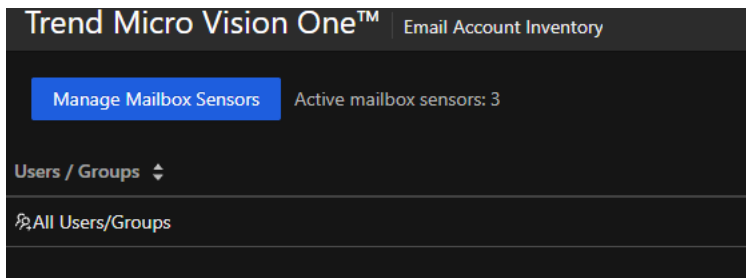 Trend Micro Vision One™ Email Account Inventory
Manage Mailbox Sensors Active mailbox sensors: 3
Users / Groups
All Users/Groups